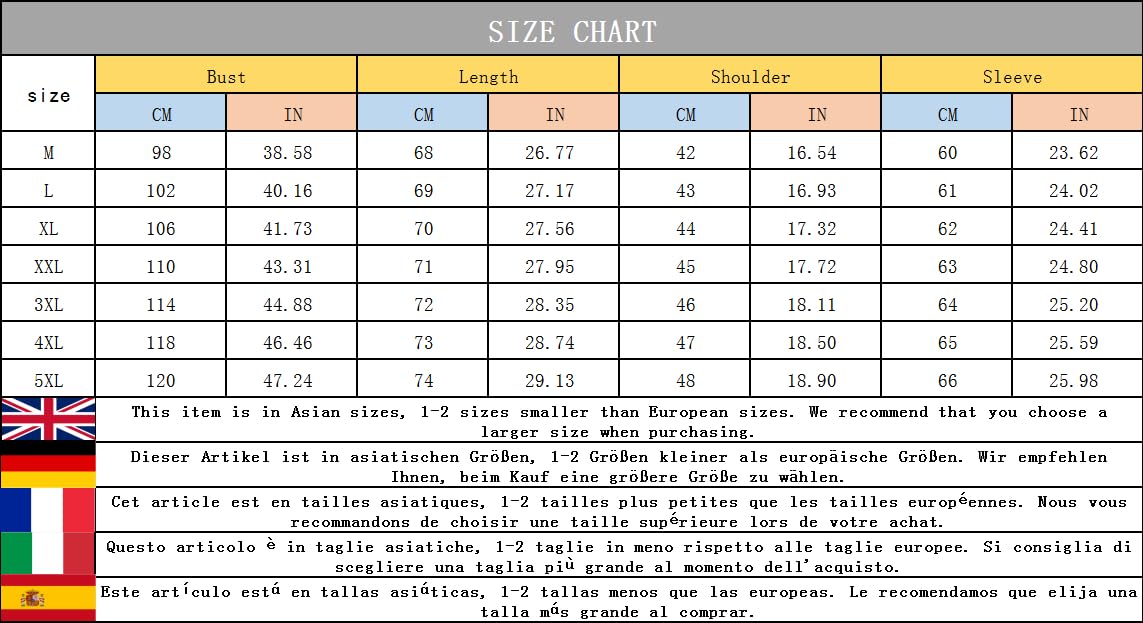 SIZE CHART
size Bust Length Shoulder Sleeve
CM IN CM IN CM IN CM IN
M 98 38.58 68 26.77 42 16.54 60 23.62
L 102 40.16 69 27.17 43 16.93 61 24.02
XL 106 41.73 70 27.56 44 17.32 62 24.41
XXL 110 43.31 71 27.95 45 17.72 63 24.80
3XL 114 44.88 72 28.35 46 18.11 64 25.20
4XL 118 46.46 73 28.74 47 18.50 65 25.59
5XL 120 47.24 74 29.13 48 18.90 66 25.98
This item is in Asian sizes, 1-2 sizes smaller than European sizes. We recommend that you choose a
larger size when purchasing.
Dieser Artikel ist in asiatischen Größen, 1-2 Größen kleiner als europäische Größen. Wir empfehlen
Ihnen, beim Kauf eine größere Größe zu wählen.
Cet article est en tailles asiatiques, 1-2 tailles plus petites que les tailles européennes. Nous vous
recommandons de choisir une taille supérieure lors de votre achat.
Questo articolo è in taglie asiatiche, 1-2 taglie in meno rispetto alle taglie europee. Si consiglia di
scegliere una taglia più grande al momento dell'acquisto.
Este artículo está en tallas asiáticas, 1-2 tallas menos que las europeas. Le recomendamos que elija una
talla más grande al comprar.